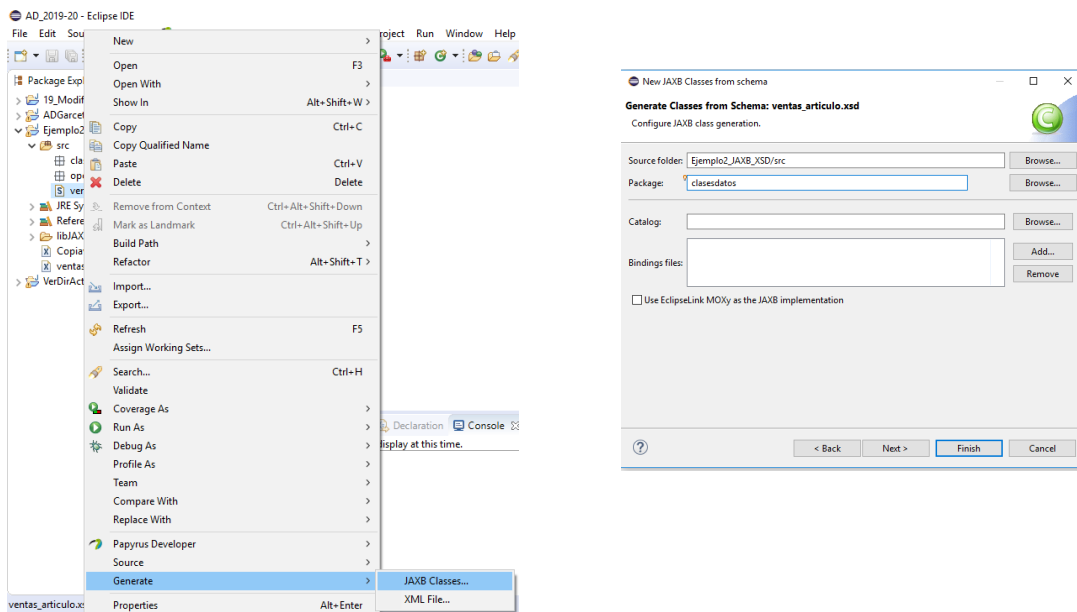 AD_2019-20 - Eclipse IDE
File Edit Sou roject Run Window Help
New
Package Exp
Open F3
Open With
19_Modif
Show In Alt+Shift+W
ADGarcet
Ejemplo2
Copy Ctrl+C
src
Copy Qualified Name
cla
Paste Ctrl+V
ope
Delete Delete
ver
JRE Sy
Remove from Context Ctrl+Alt+Shift+Down
Refere
Mark as Landmark Ctrl+Alt+Shift+Up
libJAX
Build Path
Copia
Refactor Alt+Shift+T
ventas
VerDirAct
Import...
Export...
Refresh F5
Assign Working Sets...
Search... Ctrl+H
Validate
Coverage As
Run As
Declaration Console
Debug As
display at this time.
Profile As
Team
Compare With
Replace With
Papyrus Developer
Source
Generate
JAXB Classes...
XML File...
Properties Alt+Enter
ventas_articulo.xs
New JAXB Classes from schema
Generate Classes from Schema: ventas_articulo.xsd
Configure JAXB class generation.
Source folder: Ejemplo2_JAXB_XSD/src Browse...
Package: clasesdatos Browse...
Catalog: Browse...
Bindings files: Add...
Remove
Use EclipseLink MOXy as the JAXB implementation
< Back Next > Finish Cancel